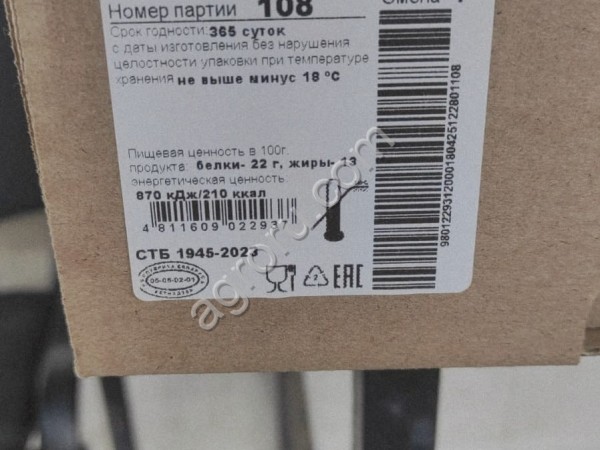 Номер партии 108
Срок годности: 365 суток
с даты изготовления без нарушения
целостности упаковки при температуре
хранения не выше минус 18 °С
Пищевая ценность в 100г.
продукта: белки- 22 г, жиры- 13
энергетическая ценность
870 кДж/210 ккал
4 811609 022937
СТБ 1945-2023
EAC
agroru.com